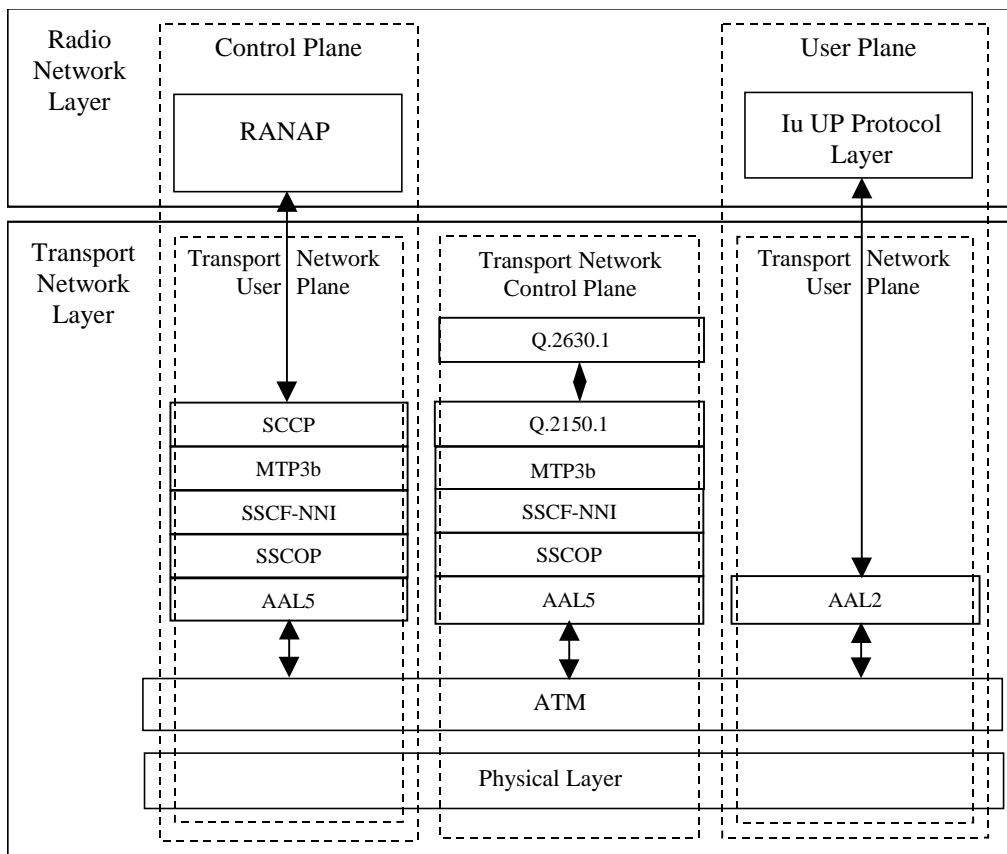 Radio
Network
Layer
Control Plane
User Plane
RANAP
Iu UP Protocol
Layer
Transport
Network
Layer
Transport Network
User Plane
Transport Network
Control Plane
Transport Network
User Plane
Q.2630.1
SCCP
Q.2150.1
MTP3b
MTP3b
SSCF-NNI
SSCF-NNI
SSCOP
SSCOP
AAL5
AAL5
AAL2
ATM
Physical Layer